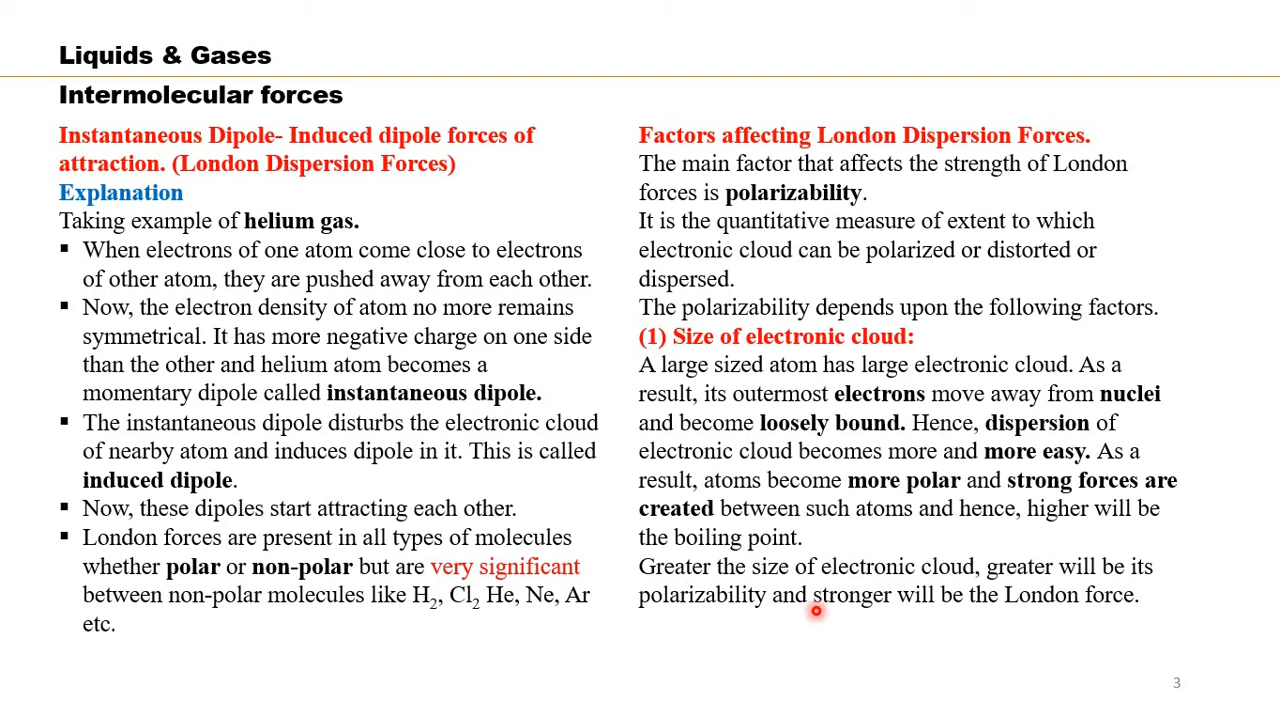 Liquids & Gases
Intermolecular forces
Instantaneous Dipole- Induced dipole forces of
attraction. (London Dispersion Forces)
Explanation
Taking example of helium gas.
▪ When electrons of one atom come close to electrons
of other atom, they are pushed away from each other.
▪ Now, the electron density of atom no more remains
symmetrical. It has more negative charge on one side
than the other and helium atom becomes a
momentary dipole called instantaneous dipole.
▪ The instantaneous dipole disturbs the electronic cloud
of nearby atom and induces dipole in it. This is called
induced dipole.
▪ Now, these dipoles start attracting each other.
▪ London forces are present in all types of molecules
whether polar or non-polar but are very significant
between non-polar molecules like H₂, Cl₂ He, Ne, Ar
etc.
Factors affecting London Dispersion Forces.
The main factor that affects the strength of London
forces is polarizability.
It is the quantitative measure of extent to which
electronic cloud can be polarized or distorted or
dispersed.
The polarizability depends upon the following factors.
(1) Size of electronic cloud:
A large sized atom has large electronic cloud. As a
result, its outermost electrons move away from nuclei
and become loosely bound. Hence, dispersion of
electronic cloud becomes more and more easy. As a
result, atoms become more polar and strong forces are
created between such atoms and hence, higher will be
the boiling point.
Greater the size of electronic cloud, greater will be its
polarizability and stronger will be the London force.
3